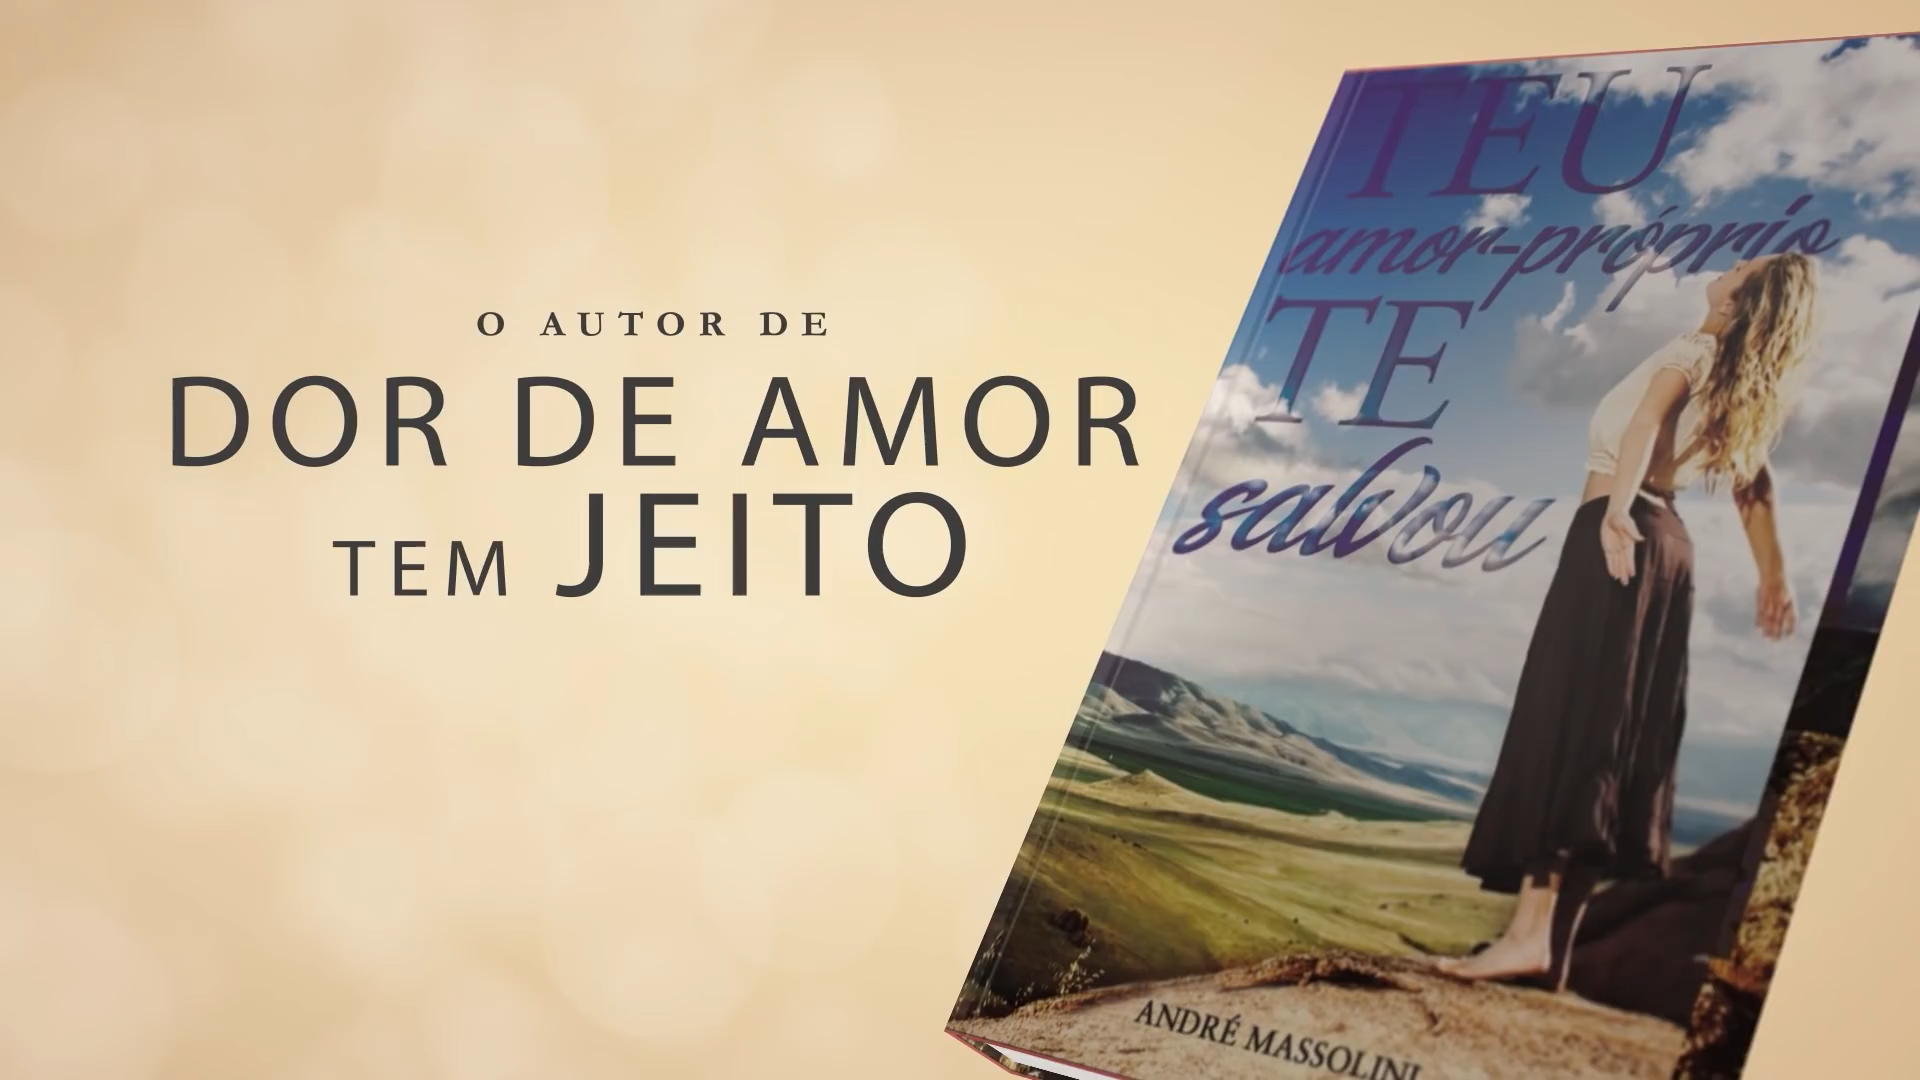 O AUTOR DE
DOR DE AMOR
TEM JEITO
TEU
amor-próprio
TE
salvou
ANDRÉ MASSOLINI